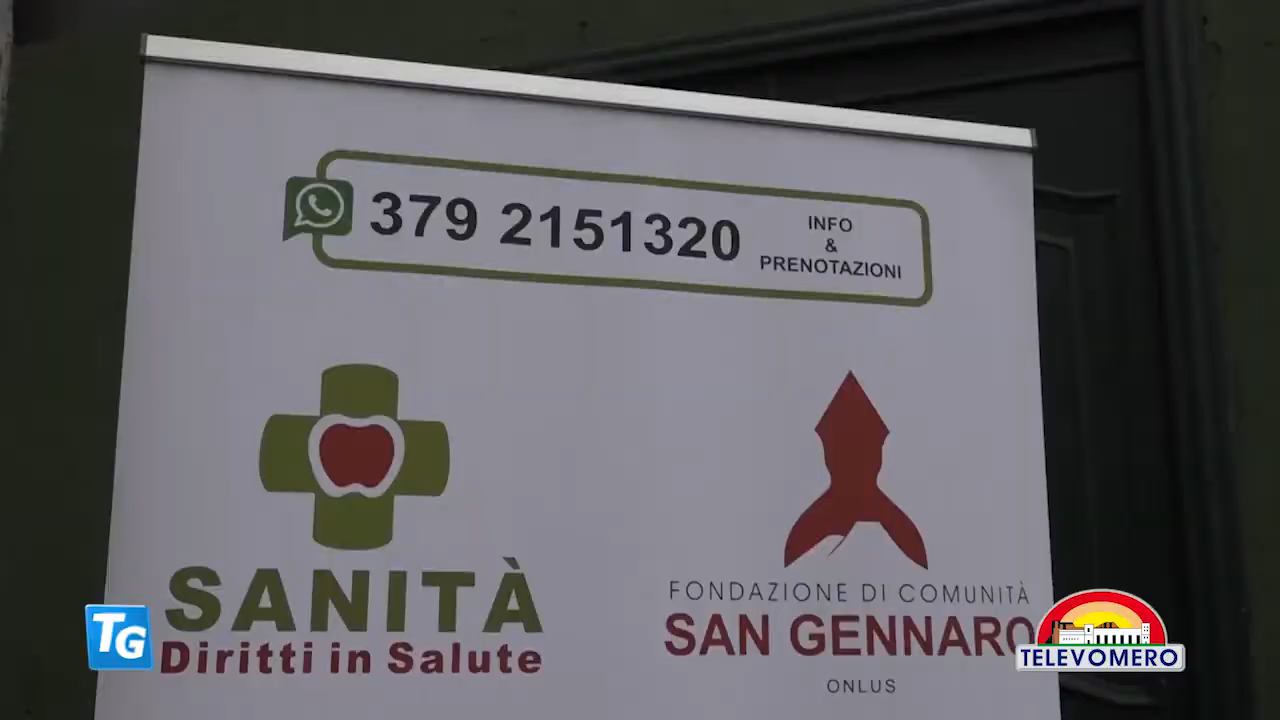 379 2151320
INFO
&
PRENOTAZIONI
SANITÀ
Diritti in Salute
FONDAZIONE DI COMUNITÀ
SAN GENNARO
ONLUS
TG
TELEVOMERO